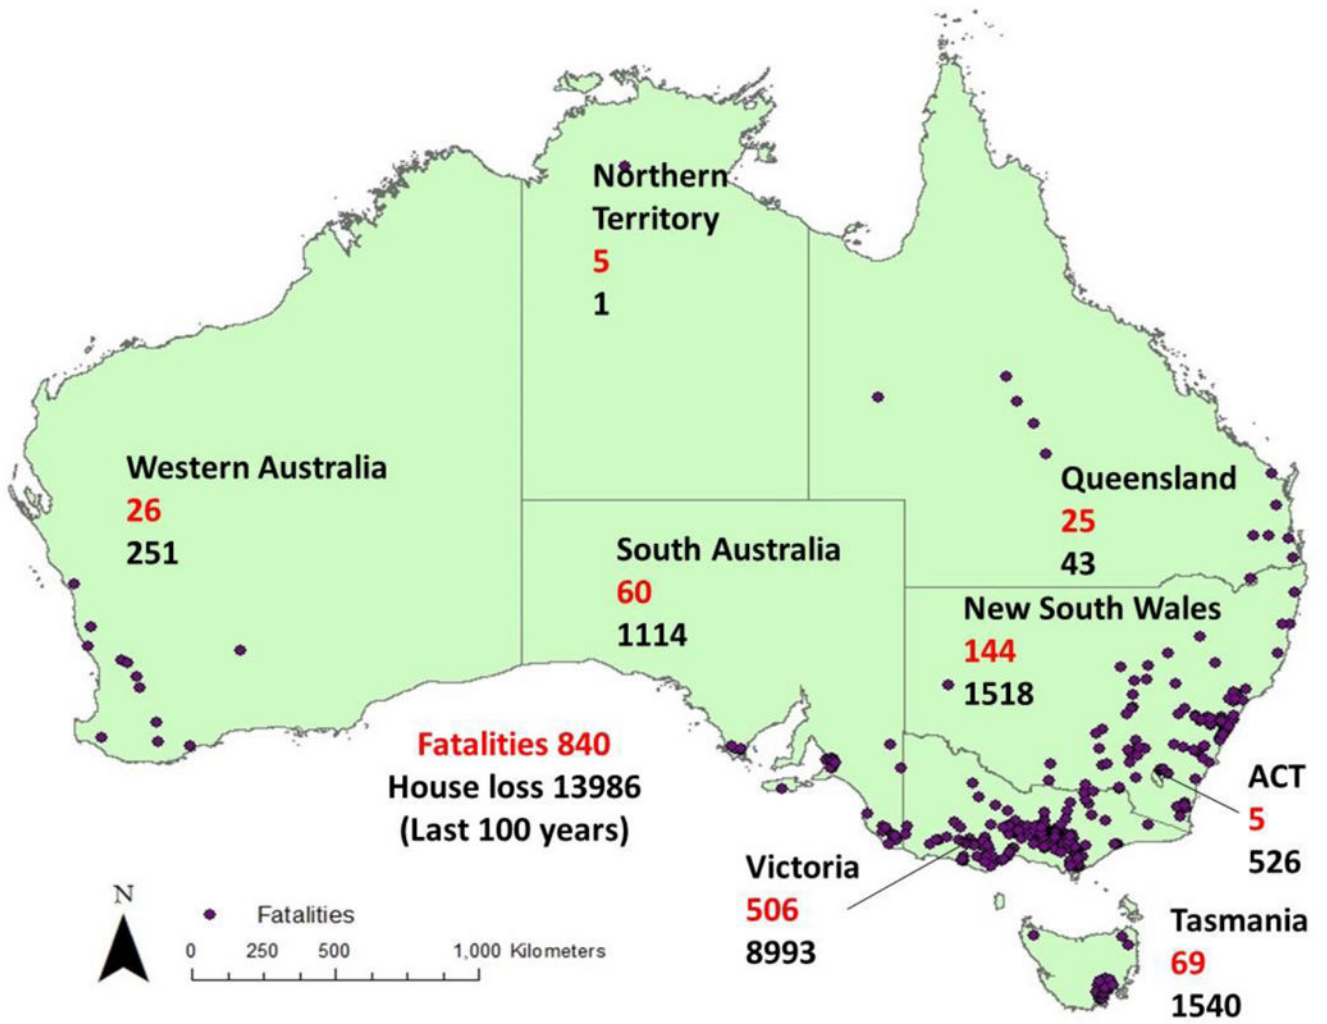 Northern
Territory
5
1
Western Australia
26
251
South Australia
60
1114
Queensland
25
43
New South Wales
144
1518
Fatalities 840
House loss 13986
(Last 100 years)
ACT
5
526
Victoria
506
8993
Tasmania
69
1540
N
Fatalities
0 250 500 1,000 Kilometers